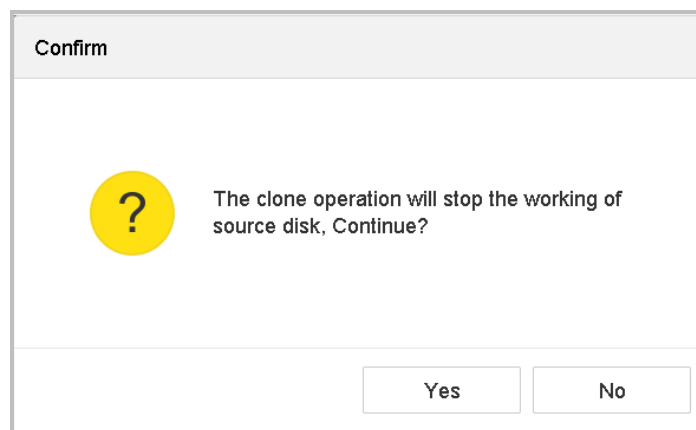 Confirm
?
The clone operation will stop the working of
source disk, Continue?
Yes No